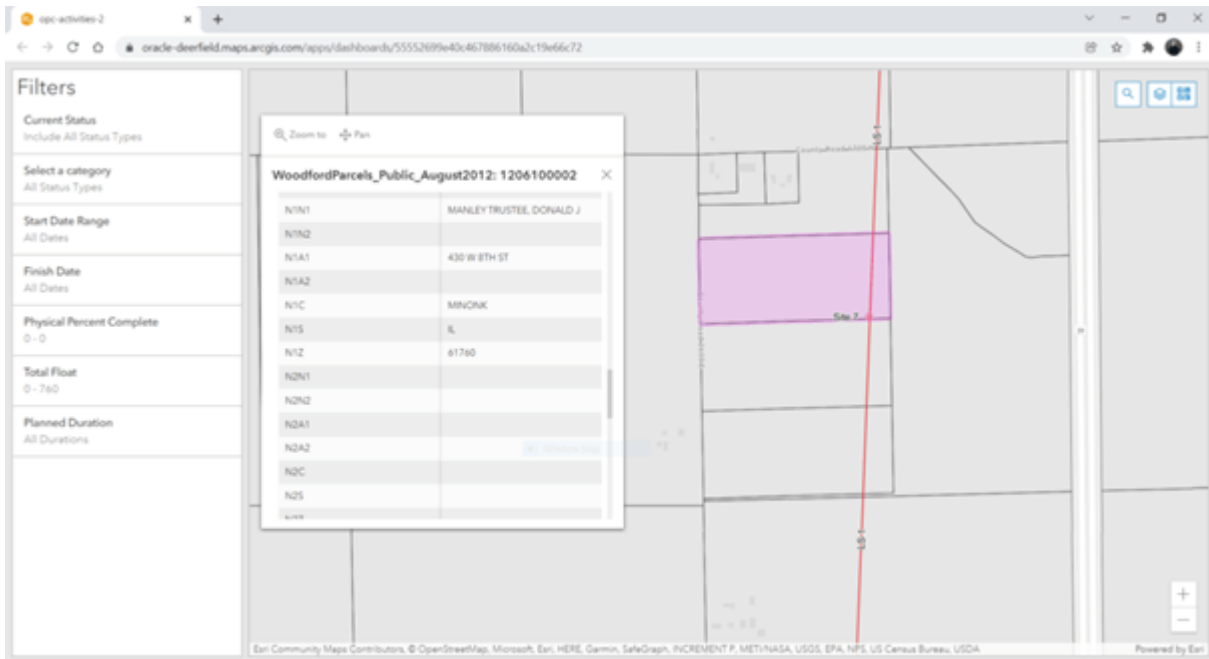 opc-activities-2
oracle-deerfield.maps.arcgis.com/apps/dashboards/55552699e40c467886160a2c19e66c72
Filters
Current Status
Include All Status Types
Select a category
All Status Types
Start Date Range
All Dates
Finish Date
All Dates
Physical Percent Complete
0 - 0
Total Float
0 - 760
Planned Duration
All Durations
Zoom to Pan
WoodfordParcels_Public_August2012: 1206100002
N1N1 MANLEY TRUSTEE, DONALD J
N1N2
N1A1 430 W 8TH ST
N1A2
N1C MINONK
N1S IL
N1Z 61760
N2N1
N2N2
N2A1
N2A2
N2C
N2S
LS-1
Site 7
LS-1
Esri Community Maps Contributors, © OpenStreetMap, Microsoft, Esri, HERE, Garmin, SafeGraph, INCREMENT P, METI/NASA, USGS, EPA, NPS, US Census Bureau, USDA
Powered by Esri